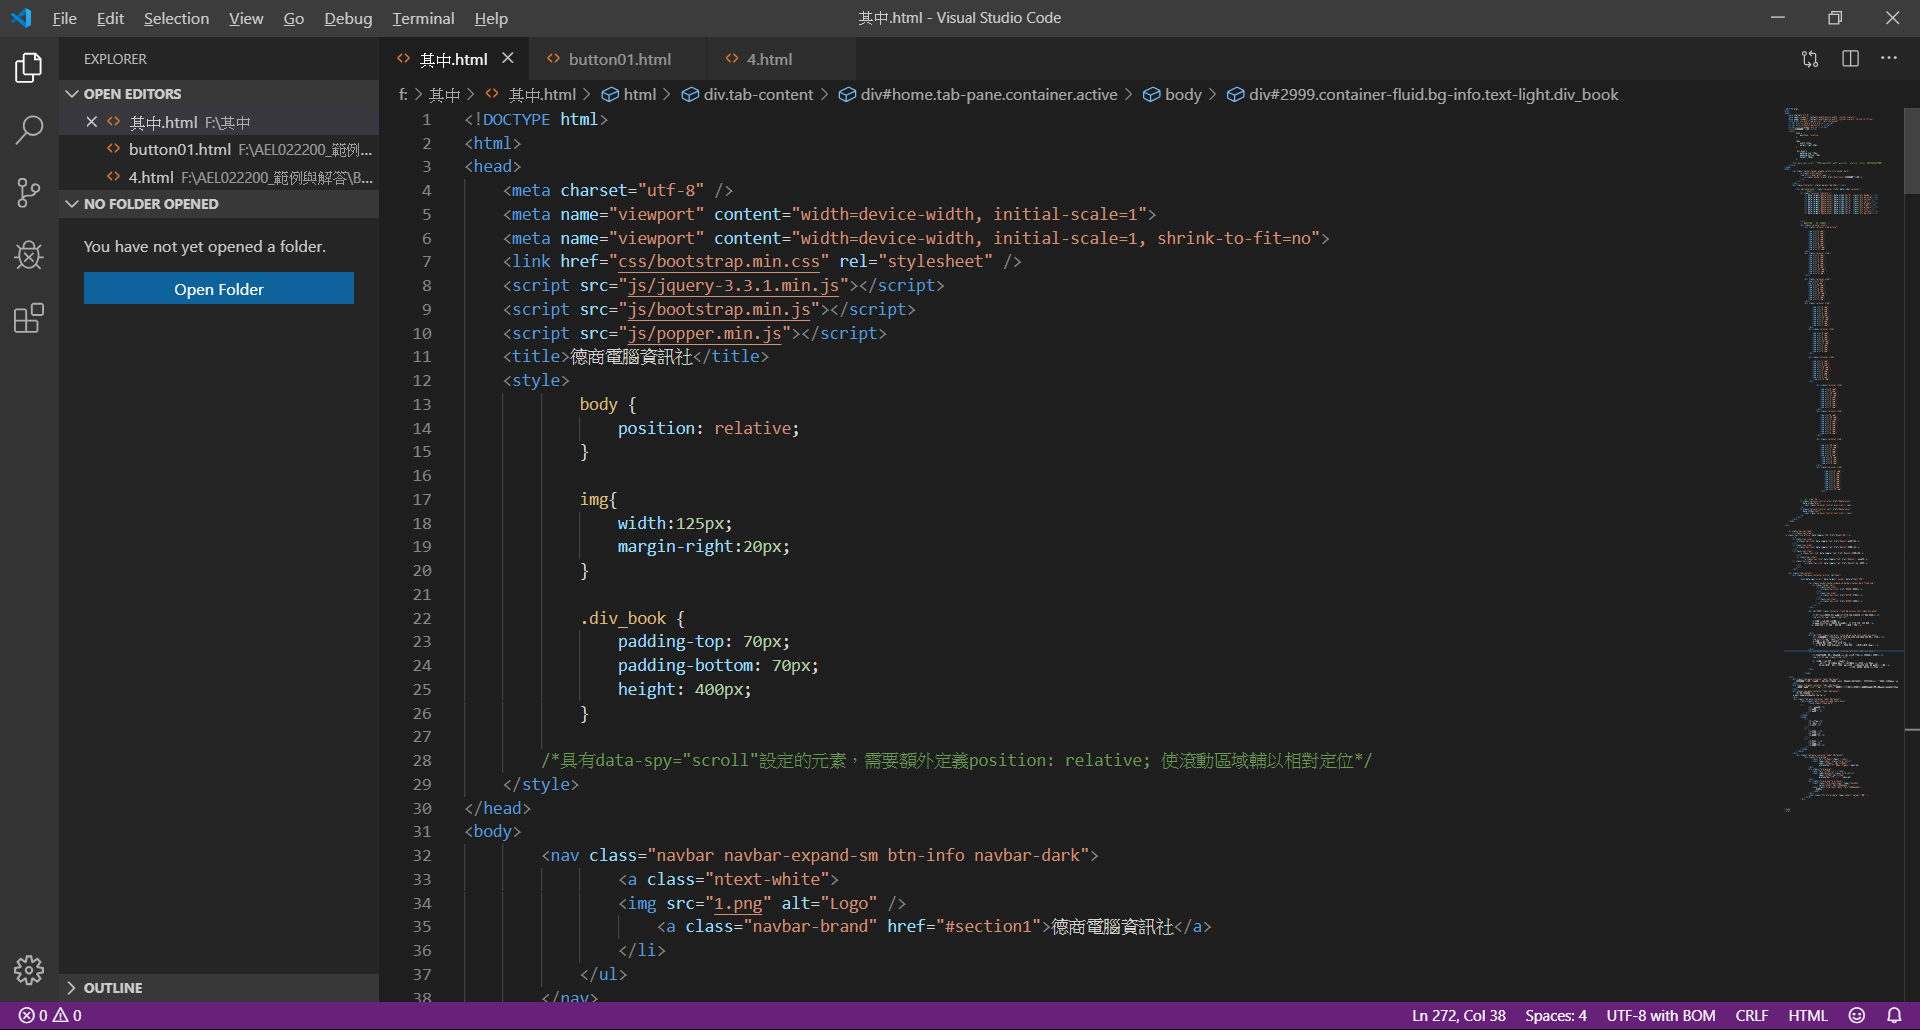 File Edit Selection View Go Debug Terminal Help
其中.html - Visual Studio Code
EXPLORER
OPEN EDITORS
其中.html F:\其中
button01.html F:\AEL022200_範例...
4.html F:\AEL022200_範例與解答\B...
NO FOLDER OPENED
You have not yet opened a folder.
Open Folder
OUTLINE
其中.html button01.html 4.html
f: 其中 其中.html html div.tab-content div#home.tab-pane.container.active body div#2999.container-fluid.bg-info.text-light.div_book
1 <!DOCTYPE html>
2 <html>
3 <head>
4 <meta charset="utf-8" />
5 <meta name="viewport" content="width=device-width, initial-scale=1">
6 <meta name="viewport" content="width=device-width, initial-scale=1, shrink-to-fit=no">
7 <link href="css/bootstrap.min.css" rel="stylesheet" />
8 <script src="js/jquery-3.3.1.min.js"></script>
9 <script src="js/bootstrap.min.js"></script>
10 <script src="js/popper.min.js"></script>
11 <title>德商電腦資訊社</title>
12 <style>
13 body {
14 position: relative;
15 }
16
17 img{
18 width:125px;
19 margin-right:20px;
20 }
21
22 .div_book {
23 padding-top: 70px;
24 padding-bottom: 70px;
25 height: 400px;
26 }
27
28 /*具有data-spy="scroll"設定的元素，需要額外定義position: relative; 使滾動區域輔以相對定位*/
29 </style>
30 </head>
31 <body>
32 <nav class="navbar navbar-expand-sm btn-info navbar-dark">
33 <a class="ntext-white">
34 <img src="1.png" alt="Logo" />
35 <a class="navbar-brand" href="#section1">德商電腦資訊社</a>
36 </li>
37 </ul>
38 </nav>
0 0
Ln 272, Col 38 Spaces: 4 UTF-8 with BOM CRLF HTML